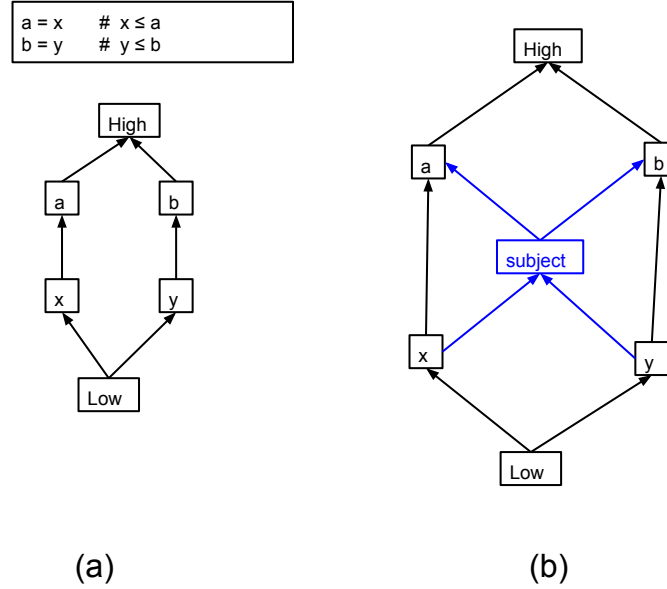 a = x # x ≤ a
b = y # y ≤ b
High
a b
x y
Low
(a)
High
a b
subject
x y
Low
(b)